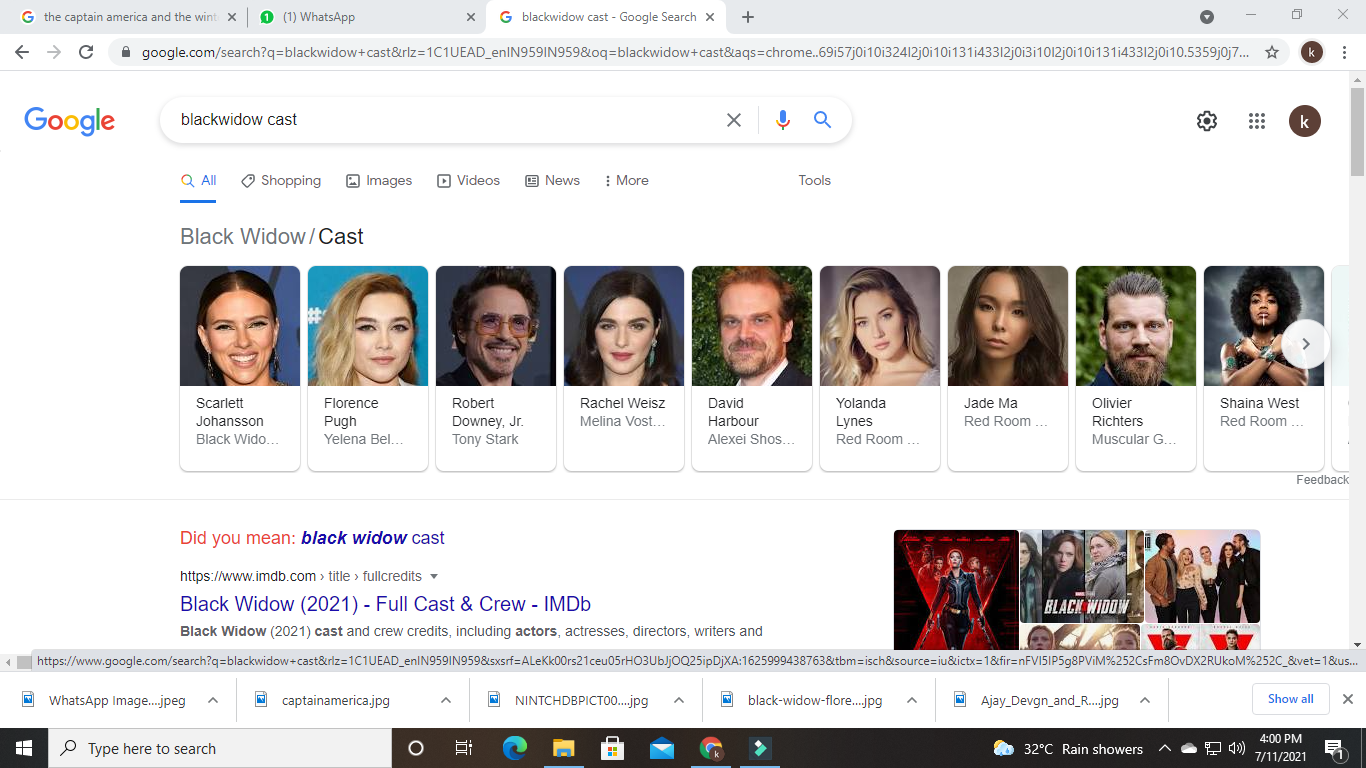 the captain america and the wint
(1) WhatsApp
blackwidow cast - Google Search
google.com/search?q=blackwidow+cast&rlz=1C1UEAD_enIN959IN959&oq=blackwidow+cast&aqs=chrome..69i57j0i10i324l2j0i10i131i433l2j0i3i10l2j0i10i131i433l2j0i10.5359j0j7...
k
Google
blackwidow cast
k
All Shopping Images Videos News More Tools
Black Widow / Cast
Scarlett Johansson
Black Wido...
Florence Pugh
Yelena Bel...
Robert Downey, Jr.
Tony Stark
Rachel Weisz
Melina Vost...
David Harbour
Alexei Shos...
Yolanda Lynes
Red Room ...
Jade Ma
Red Room ...
Olivier Richters
Muscular G...
Shaina West
Red Room ...
Feedback
Did you mean: black widow cast
https://www.imdb.com › title › fullcredits
Black Widow (2021) - Full Cast & Crew - IMDb
Black Widow (2021) cast and crew credits, including actors, actresses, directors, writers and
BLACK WIDOW
https://www.google.com/search?q=blackwidow+cast&rlz=1C1UEAD_enIN959IN959&sxsrf=ALeKk00rs21ceu05rHO3UbJjOQ25ipDjXA:1625999438763&tbm=isch&source=iu&ictx=1&fir=nFVI5IP5g8PViM%252CsFm8OvDX2RUkoM%252C_&vet=1&us...
WhatsApp Image....jpeg
captainamerica.jpg
NINTCHDBPICT00....jpg
black-widow-flore....jpg
Ajay_Devgn_and_R....jpg
Show all
Type here to search
k
32°C Rain showers
4:00 PM
7/11/2021
1